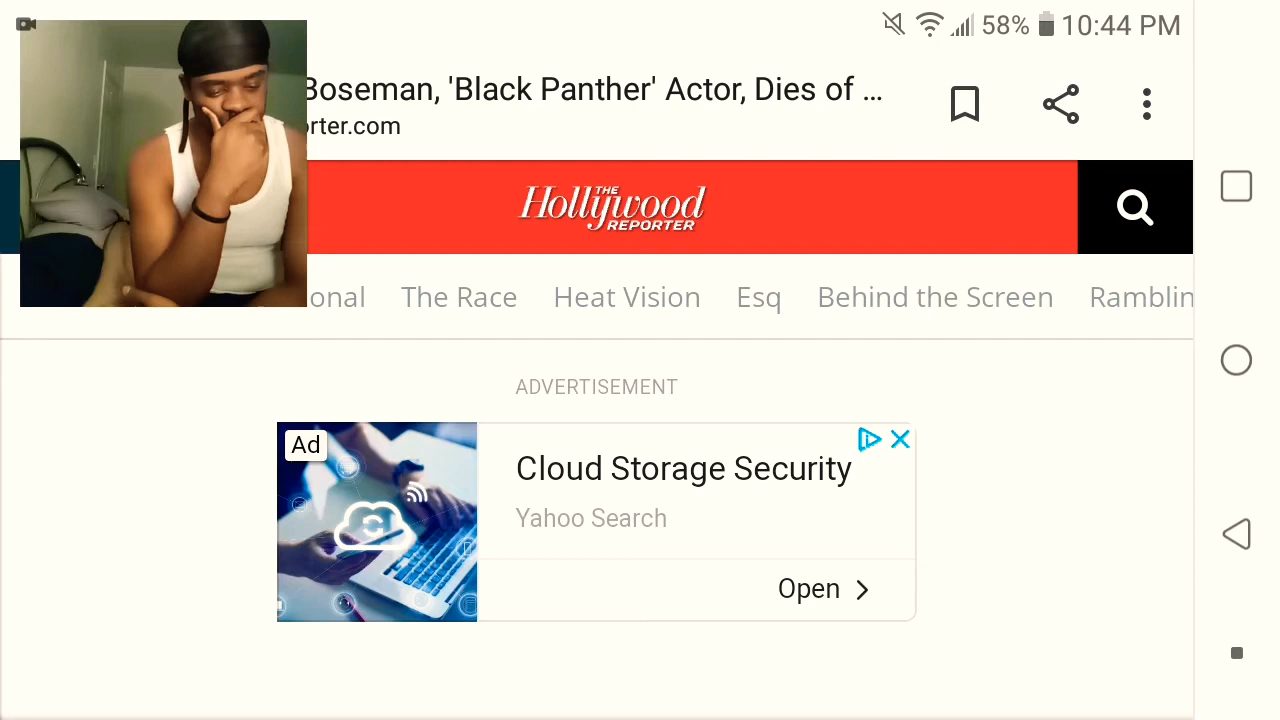 58% 10:44 PM
Boseman, 'Black Panther' Actor, Dies of ...
orter.com
THE
Hollywood
REPORTER
onal The Race Heat Vision Esq Behind the Screen Ramblin
ADVERTISEMENT
Ad
Cloud Storage Security
Yahoo Search
Open